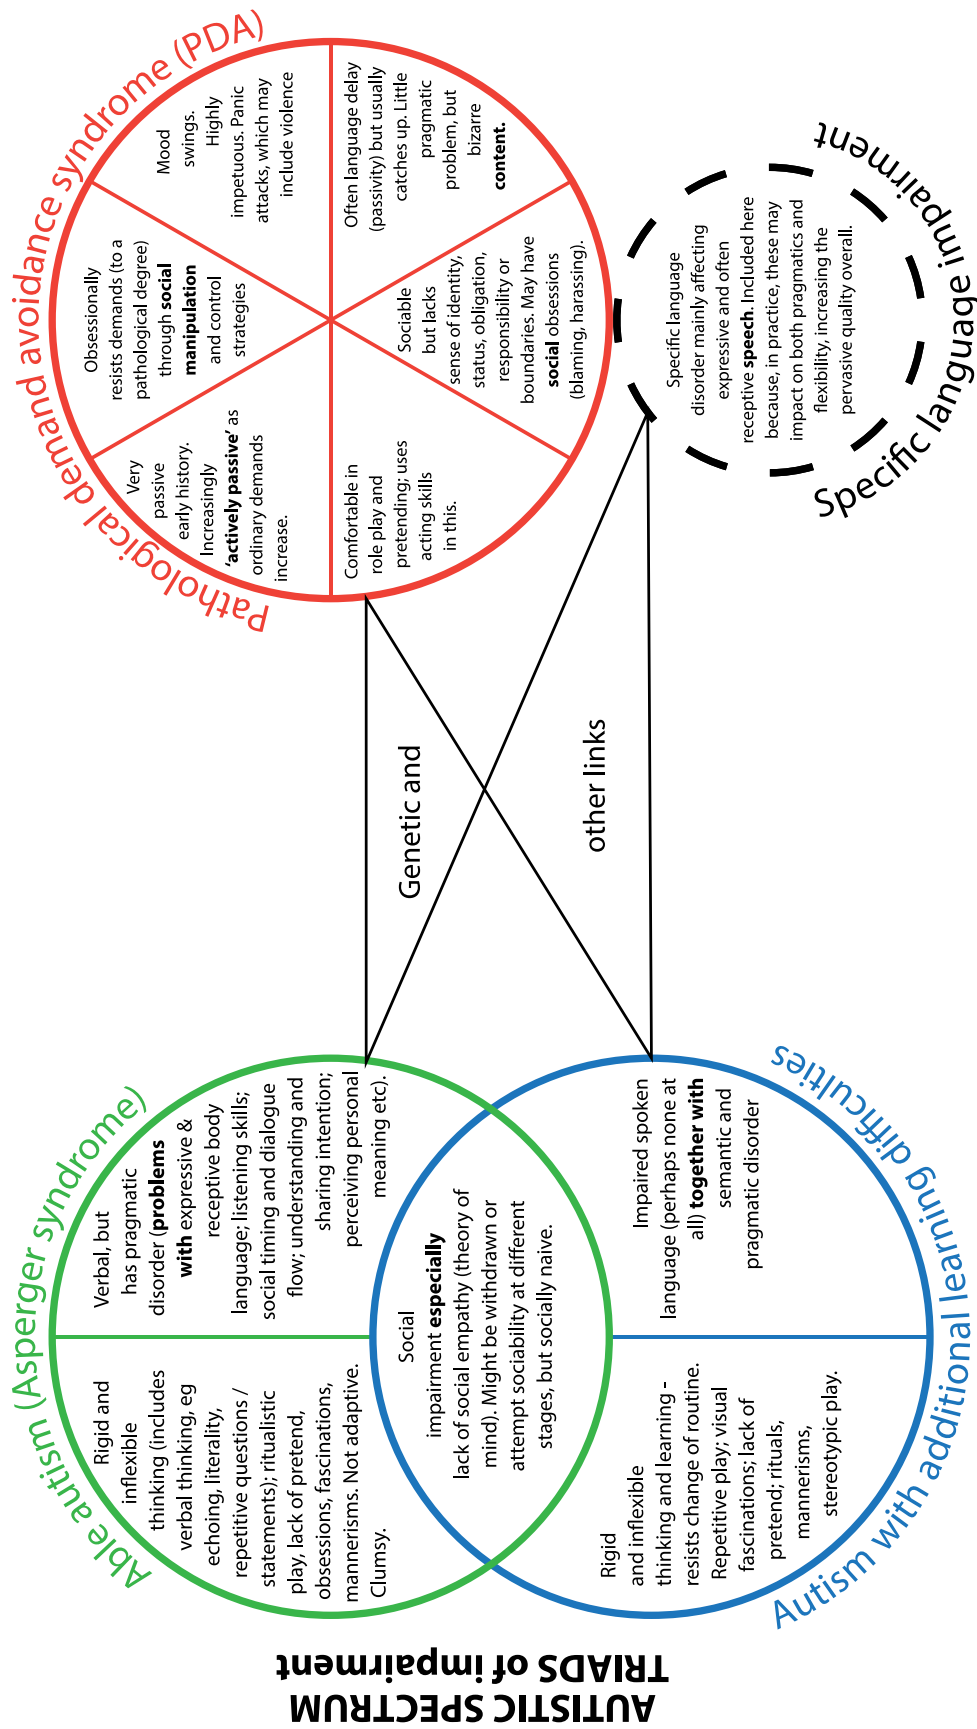 AUTISTIC SPECTRUM
TRIADS of impairment
Able autism (Asperger syndrome)
Rigid and
inflexible
thinking (includes
verbal thinking, eg
echoing, literality,
repetitive questions /
statements); ritualistic
play, lack of pretend,
obsessions, fascinations,
mannerisms. Not adaptive.
Clumsy.
Verbal, but
has pragmatic
disorder (problems
with expressive &
receptive body
language; listening skills;
social timing and dialogue
flow; understanding and
sharing intention;
perceiving personal
meaning etc).
Social
impairment especially
lack of social empathy (theory of
mind). Might be withdrawn or
attempt sociability at different
stages, but socially naive.
Rigid
and inflexible
thinking and learning -
resists change of routine.
Repetitive play; visual
fascinations; lack of
pretend; rituals,
mannerisms,
stereotypic play.
Impaired spoken
language (perhaps none at
all) together with
semantic and
pragmatic disorder
Autism with additional learning difficulties
Genetic and
other links
Pathological demand avoidance syndrome (PDA)
Very
passive
early history.
Increasingly
'actively passive' as
ordinary demands
increase.
Obsessionally
resists demands (to a
pathological degree)
through social
manipulation
and control
strategies
Mood
swings.
Highly
impetuous. Panic
attacks, which may
include violence
Comfortable in
role play and
pretending; uses
acting skills
in this.
Sociable
but lacks
sense of identity,
status, obligation,
responsibility or
boundaries. May have
social obsessions
(blaming, harassing).
Often language delay
(passivity) but usually
catches up. Little
pragmatic
problem, but
bizarre
content.
Specific language
disorder mainly affecting
expressive and often
receptive speech. Included here
because, in practice, these may
impact on both pragmatics and
flexibility, increasing the
pervasive quality overall.
Specific language impairment